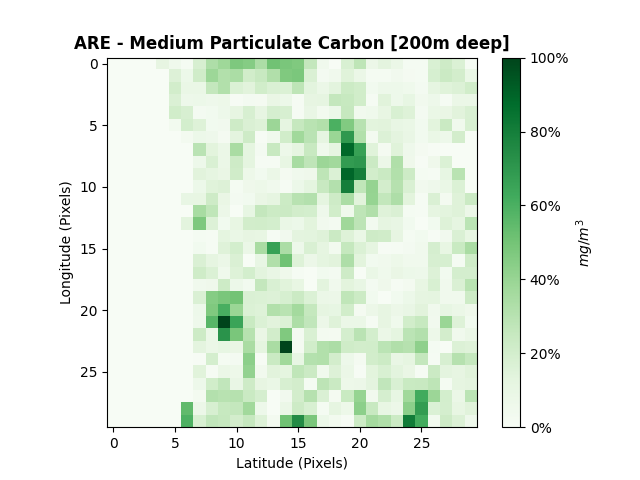 ARE - Medium Particulate Carbon [200m deep]
0
5
10
15
20
25
Longitude (Pixels)
0 5 10 15 20 25
Latitude (Pixels)
100%
80%
60%
40%
20%
0%
mg/m³